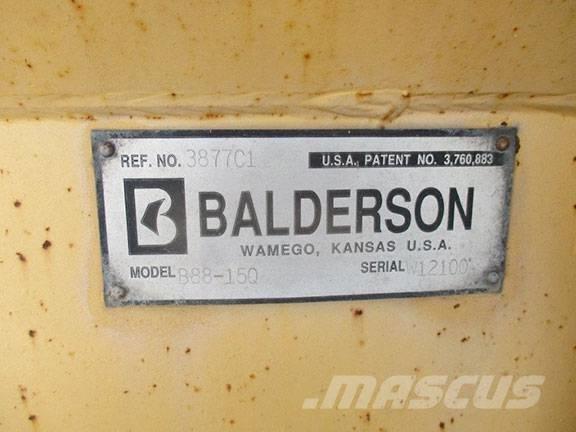 REF. NO. 3877C1 U.S.A. PATENT NO. 3,760,883
B BALDERSON
WAMEGO, KANSAS U.S.A.
MODEL B88-15Q SERIAL W12100
MASCUS